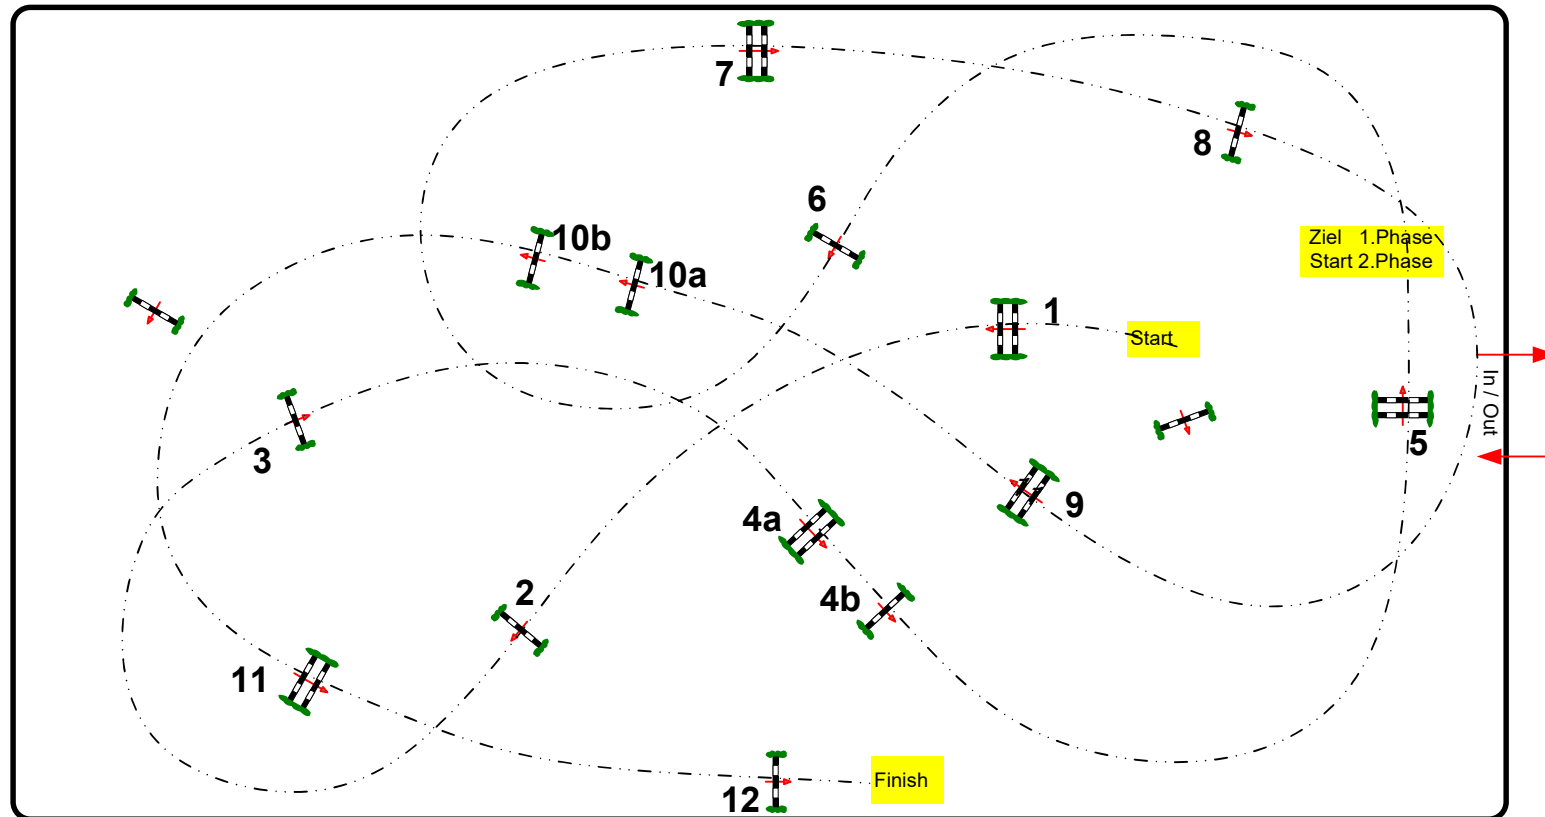 7
8
6
Ziel 1.Phase
Start 2.Phase
10b
10a
1
Start
In / Out
3
5
9
4a
4b
2
11
12
Finish